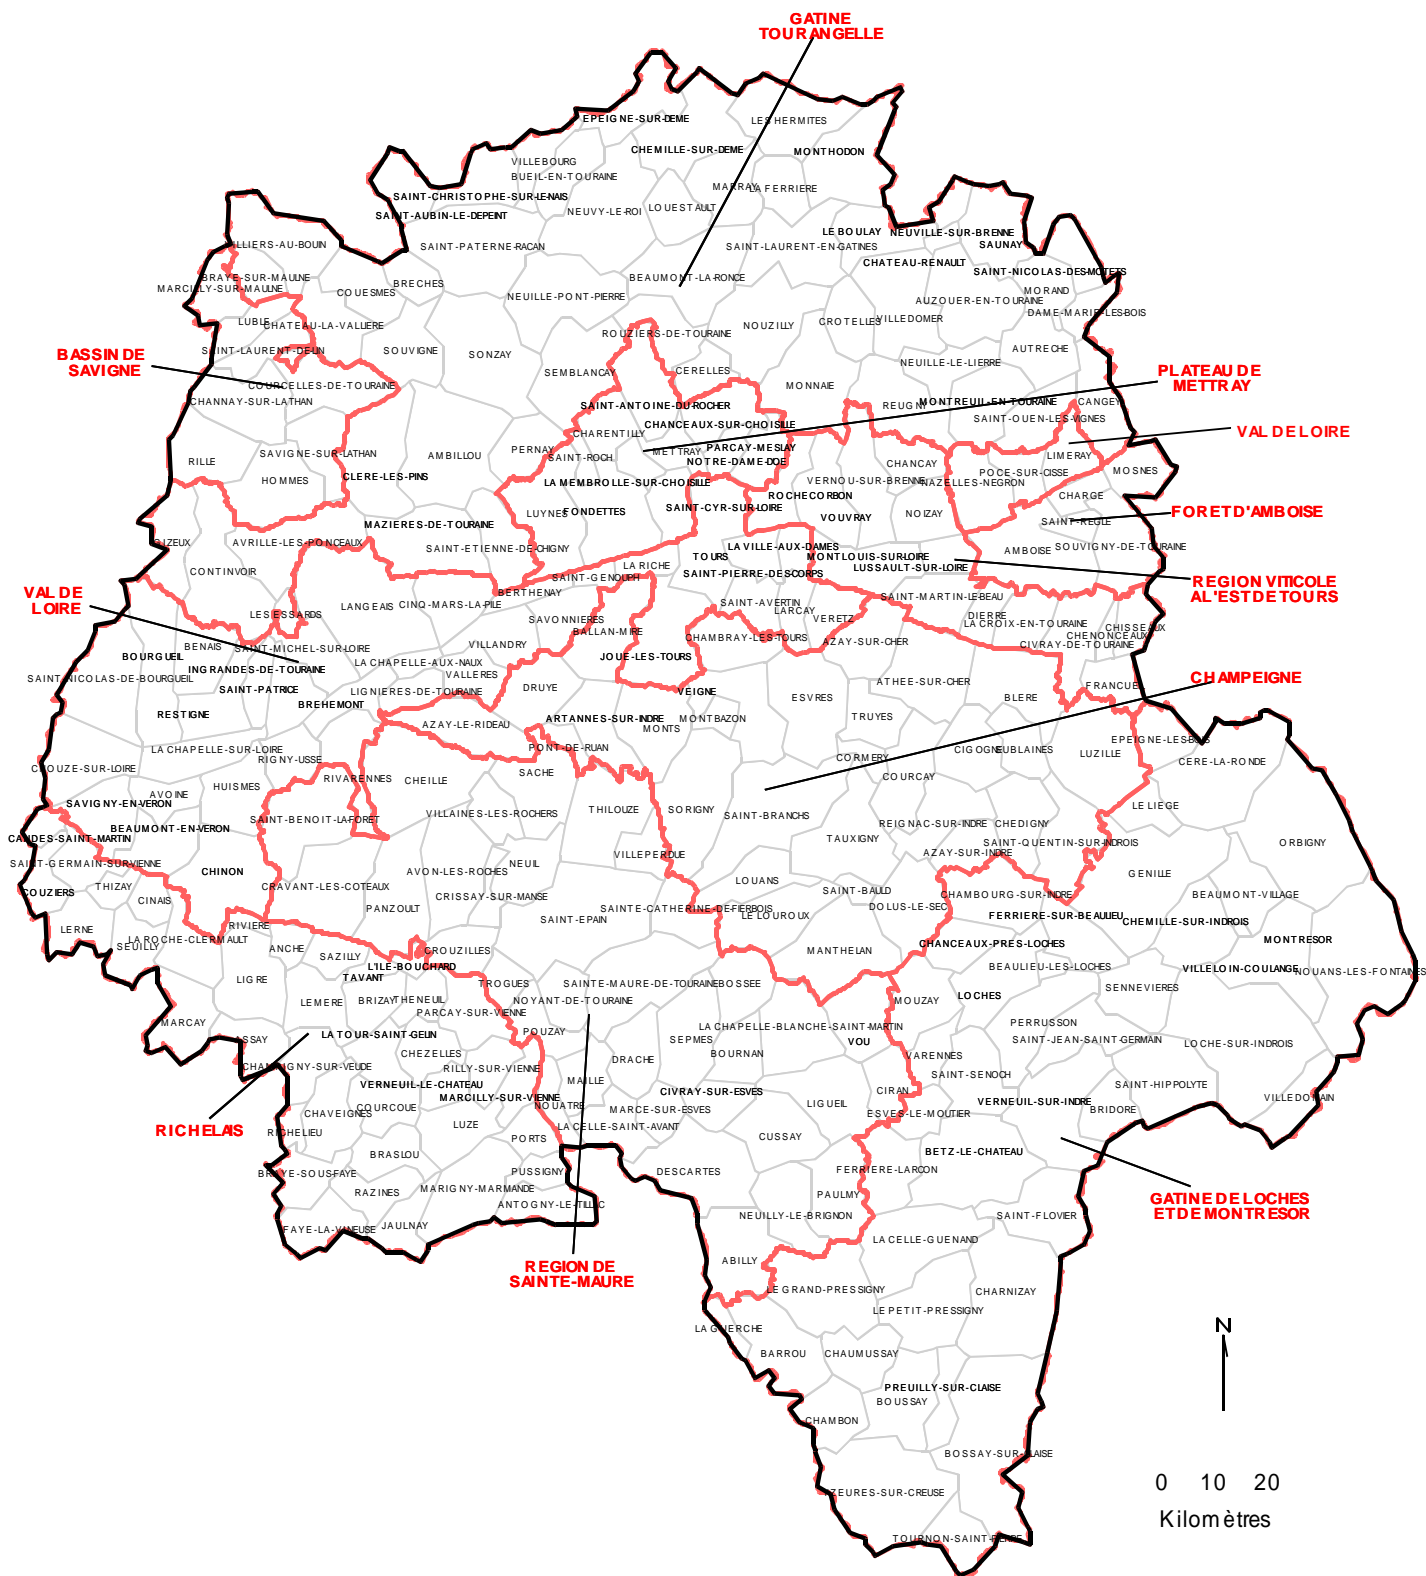 GATINE
TOURANGELLE
EPEIGNE-SUR-DEME
LES HERMITES
CHEMILLE-SUR-DEME
MONTHODON
VILLEBOURG
BUEIL-EN-TOURAINE
MARRAY
LA FERRIERE
SAINT-CHRISTOPHE-SUR-LE-NAIS
SAINT-AUBIN-LE-DEPEINT
NEUVY-LE-ROI
LOUESTAULT
LE BOULAY
NEUVILLE-SUR-BRENNE
SAUNAY
VILLIERS-AU-BOUIN
SAINT-PATERNE-RACAN
SAINT-LAURENT-EN-GATINES
CHATEAU-RENAULT
SAINT-NICOLAS-DES-MOTETS
BRAYE-SUR-MAULNE
MARCILLY-SUR-MAULNE
COUESMES
BRECHES
BEAUMONT-LA-RONCE
NEUILLE-PONT-PIERRE
MORAND
AUZOUER-EN-TOURAINE
DAME-MARIE-LES-BOIS
LUBLE
CHATEAU-LA-VALLIERE
ROUZIERS-DE-TOURAINE
NOUZILLY
CROTELLES
VILLEDOMER
BASSIN DE
SAVIGNE
SAINT-LAURENT-DE-LIN
SOUVIGNE
SONZAY
AUTRECHE
NEUILLE-LE-LIERRE
COURCELLES-DE-TOURAINE
SEMBLANCAY
CERELLES
MONNAIE
PLATEAU DE
METTRAY
CHANNAY-SUR-LATHAN
SAINT-ANTOINE-DU-ROCHER
REUGNY
MONTREUIL-EN-TOURAINE
CANGEY
SAINT-OUEN-LES-VIGNES
CHANCEAUX-SUR-CHOISILLE
CHARENTILLY
VAL DE LOIRE
PERNAY
SAINT-ROCH
METTRAY
PARCAY-MESLAY
NOTRE-DAME-D'OE
LIMERAY
RILLE
SAVIGNE-SUR-LATHAN
AMBILLOU
CHANCAY
POCE-SUR-CISSE
MOSNES
HOMMES
CLERE-LES-PINS
LA MEMBROLLE-SUR-CHOISILLE
VERNOU-SUR-BRENNE
NAZELLES-NEGRON
ROCHECORBON
CHARGE
LUYNES
FONDETTES
SAINT-CYR-SUR-LOIRE
VOUVRAY
NOIZAY
SAINT-REGLE
FORET D'AMBOISE
MAZIERES-DE-TOURAINE
GIZEUX
AVRILLE-LES-PONCEAUX
SAINT-ETIENNE-DE-CHIGNY
TOURS
LA VILLE-AUX-DAMES
MONTLOUIS-SUR-LOIRE
AMBOISE
SOUVIGNY-DE-TOURAINE
LA RICHE
LUSSAULT-SUR-LOIRE
CONTINVOIR
SAINT-GENOUPH
SAINT-PIERRE-DES-CORPS
REGION VITICOLE
A L'EST DE TOURS
VAL DE
LOIRE
BERTHENAY
SAINT-MARTIN-LE-BEAU
LES ESSARDS
LANGEAIS
CINQ-MARS-LA-PILE
SAINT-AVERTIN
LARCAY
VERETZ
DIERRE
LA CROIX-EN-TOURAINE
SAVONNIERES
BALLAN-MIRE
CHAMBRAY-LES-TOURS
AZAY-SUR-CHER
CHISSEAUX
CHENONCEAUX
CIVRAY-DE-TOURAINE
BENAIS
SAINT-MICHEL-SUR-LOIRE
VILLANDRY
BOURGUEIL
INGRANDES-DE-TOURAINE
LA CHAPELLE-AUX-NAUX
VALLERES
JOUE-LES-TOURS
SAINT-NICOLAS-DE-BOURGUEIL
SAINT-PATRICE
LIGNIERES-DE-TOURAINE
DRUYE
VEIGNE
ESVRES
ATHEE-SUR-CHER
BLERE
FRANCUEIL
CHAMPEIGNE
RESTIGNE
BREHEMONT
AZAY-LE-RIDEAU
ARTANNES-SUR-INDRE
MONTS
MONTBAZON
TRUYES
LA CHAPELLE-SUR-LOIRE
RIGNY-USSE
PONT-DE-RUAN
CORMERY
CIGOGNE
SUBLAINES
LUZILLE
EPEIGNE-LES-BOIS
CERE-LA-RONDE
CHOUZE-SUR-LOIRE
HUISMES
RIVARENNES
CHEILLE
SACHE
COURCAY
AVOINE
SAVIGNY-EN-VERON
VILLAINES-LES-ROCHERS
THILOUZE
SORIGNY
SAINT-BRANCHS
LE LIEGE
BEAUMONT-EN-VERON
SAINT-BENOIT-LA-FORET
REIGNAC-SUR-INDRE
CHEDIGNY
CANDES-SAINT-MARTIN
TAUXIGNY
AZAY-SUR-INDRE
SAINT-QUENTIN-SUR-INDROIS
ORBIGNY
SAINT-GERMAIN-SUR-VIENNE
NEUIL
VILLEPERDUE
CHINON
AVON-LES-ROCHES
GENILLE
THIZAY
COUZIERS
CRAVANT-LES-COTEAUX
LOUANS
SAINT-BAULD
CHAMBOURG-SUR-INDRE
BEAUMONT-VILLAGE
CINAIS
PANZOULT
CRISSAY-SUR-MANSE
SAINTE-CATHERINE-DE-FIERBOIS
DOLUS-LE-SEC
LE LOUROUX
FERRIERE-SUR-BEAULIEU
CHEMILLE-SUR-INDROIS
LERNE
RIVIERE
SAINT-EPAIN
SEUILLY
LA ROCHE-CLERMAULT
ANCHE
SAZILLY
CROUZILLES
MANTHELAN
CHANCEAUX-PRES-LOCHES
MONTRESOR
L'ILE-BOUCHARD
BEAULIEU-LES-LOCHES
VILLELOIN-COULANGE
NOUANS-LES-FONTAINES
LIGRE
TAVANT
TROGUES
SAINTE-MAURE-DE-TOURAINE
BOSSEE
SENNEVIERES
LEMERE
BRIZAY
THENEUIL
NOYANT-DE-TOURAINE
MOUZAY
LOCHES
PARCAY-SUR-VIENNE
MARCAY
ASSAY
LA TOUR-SAINT-GELIN
POUZAY
SEPMES
LA CHAPELLE-BLANCHE-SAINT-MARTIN
VOU
PERRUSSON
SAINT-JEAN-SAINT-GERMAIN
LOCHE-SUR-INDROIS
CHEZELLES
DRACHE
BOURNAN
VARENNES
CHAMPIGNY-SUR-VEUDE
RILLY-SUR-VIENNE
SAINT-SENOCH
VERNEUIL-LE-CHATEAU
MAILLE
CIVRAY-SUR-ESVES
CIRAN
SAINT-HIPPOLYTE
MARCILLY-SUR-VIENNE
NOUATRE
LIGUEIL
VERNEUIL-SUR-INDRE
VILLEDOMAIN
CHAVEIGNES
COURCOUE
MARCE-SUR-ESVES
ESVES-LE-MOUTIER
BRIDORE
RICHELAIS
RICHELIEU
LUZE
LA CELLE-SAINT-AVANT
PORTS
CUSSAY
BETZ-LE-CHATEAU
BRASLOU
BRAYE-SOUS-FAYE
PUSSIGNY
DESCARTES
FERRIERE-LARCON
RAZINES
MARIGNY-MARMANDE
PAULMY
GATINE DE LOCHES
ET DE MONTRESOR
ANTOGNY-LE-TILLAC
NEUILLY-LE-BRIGNON
SAINT-FLOVIER
FAYE-LA-VINEUSE
JAULNAY
LA CELLE-GUENAND
REGION DE
SAINTE-MAURE
ABILLY
LE GRAND-PRESSIGNY
CHARNIZAY
LE PETIT-PRESSIGNY
LA GUERCHE
N
BARROU
CHAUMUSSAY
PREUILLY-SUR-CLAISE
BOUSSAY
CHAMBON
BOSSAY-SUR-CLAISE
0 10 20
Kilomètres
YZEURES-SUR-CREUSE
TOURNON-SAINT-PIERRE